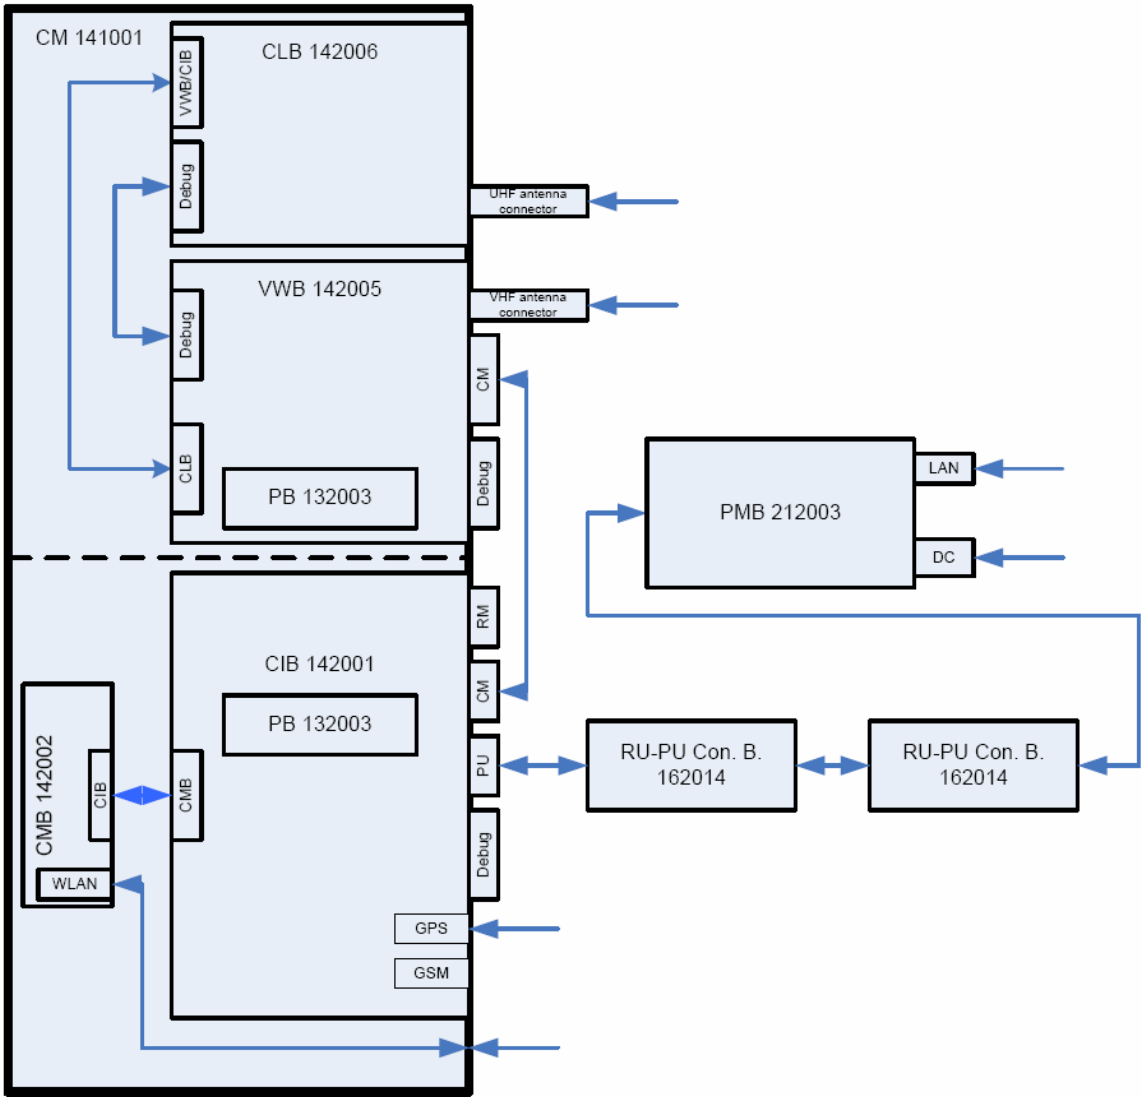 CM 141001
CLB 142006
VWB/CIB
Debug
UHF antenna
connector
VWB 142005
VHF antenna
connector
Debug
CM
CLB
Debug
PB 132003
PMB 212003
LAN
DC
CIB 142001
RM
CM
PB 132003
PU
RU-PU Con. B.
162014
RU-PU Con. B.
162014
CMB 142002
CIB
CMB
Debug
WLAN
GPS
GSM